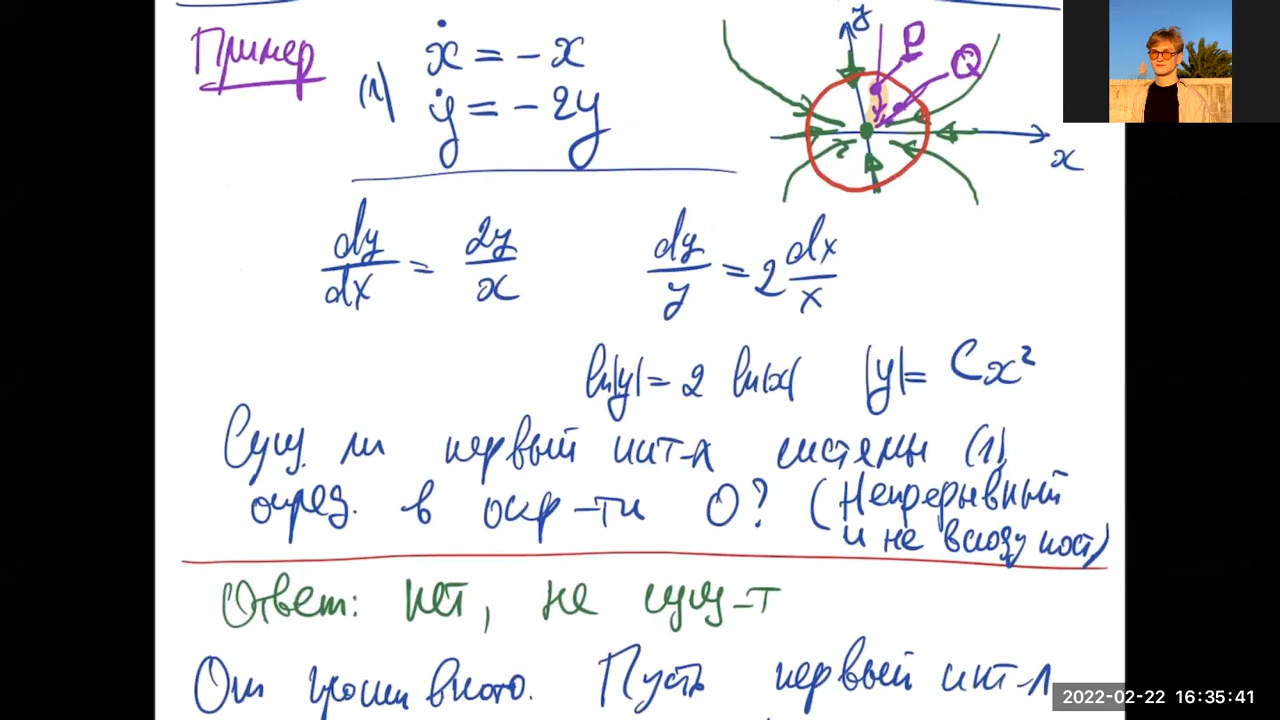 Пример
(1) ẋ = -x
ẏ = -2y
y
P
Q
x
dy/dx = 2y/x   dy/y = 2 dx/x
ln|y| = 2 ln|x|   |y| = Cx²
Сущ. ли первый инт-л системы (1),
опред. в окр-ти O? (Непрерывный
и не всюду пост)
Ответ: нет, не сущ-т
От противного. Пусть первый инт-л
2022-02-22 16:35:41